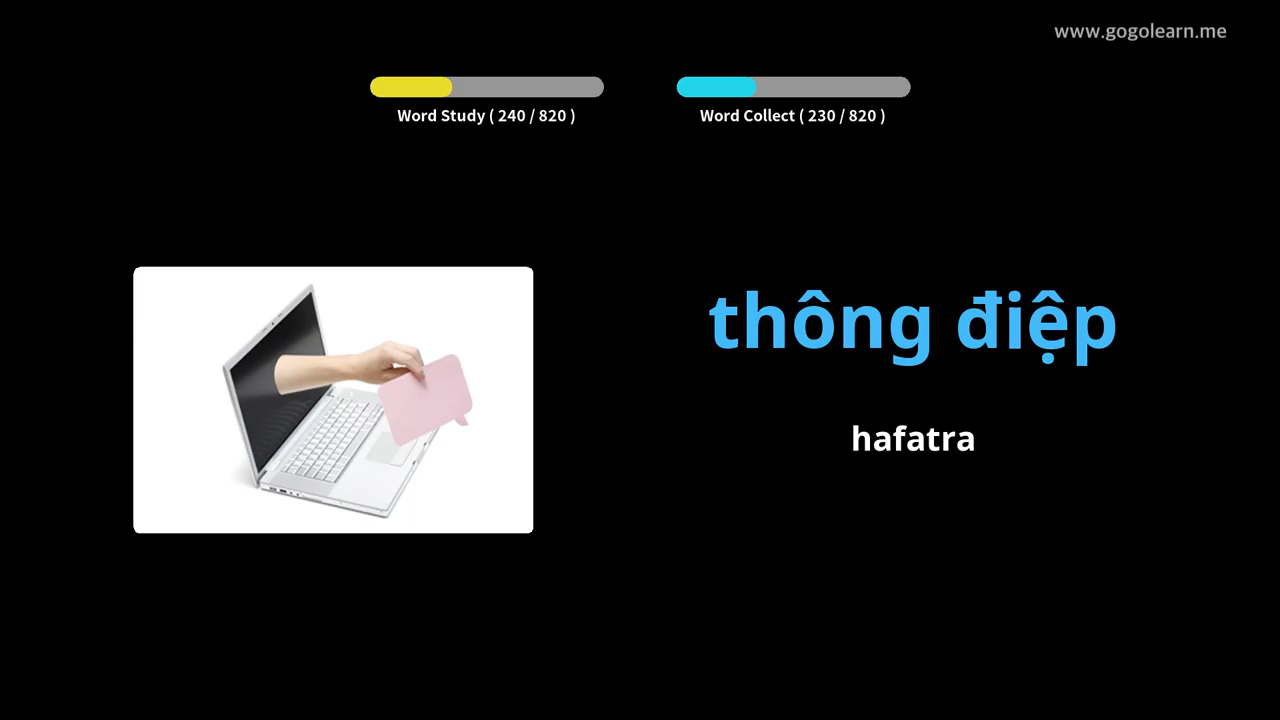 www.gogolearn.me
Word Study ( 240 / 820 )
Word Collect ( 230 / 820 )
thông điệp
hafatra